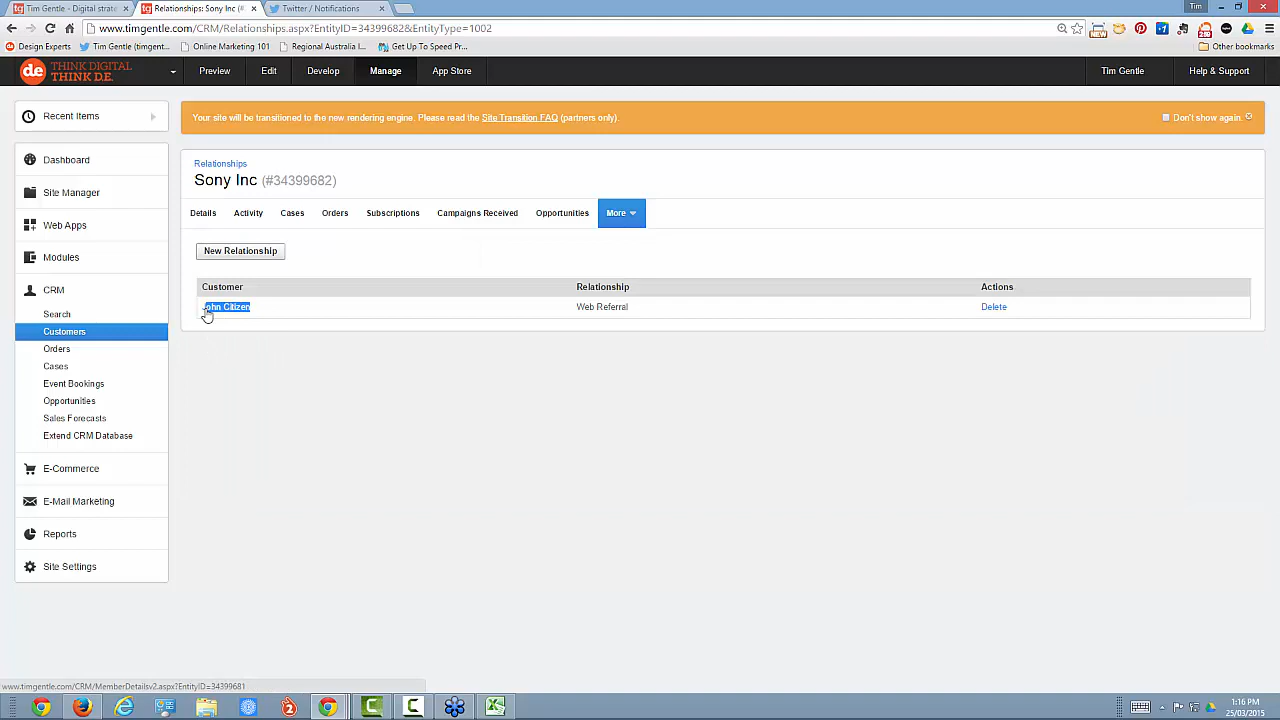 Tim Gentle - Digital strate
Relationships: Sony Inc (#
Twitter / Notifications
Tim
www.timgentle.com/CRM/Relationships.aspx?EntityID=34399682&EntityType=1002
Design Experts
Tim Gentle (timgent...
Online Marketing 101
Regional Australia I...
Get Up To Speed Pr...
Other bookmarks
de THINK DIGITAL THINK D.E.
Preview
Edit
Develop
Manage
App Store
Tim Gentle
Help & Support
Recent Items
Your site will be transitioned to the new rendering engine. Please read the Site Transition FAQ (partners only).
Don't show again.
Dashboard
Site Manager
Web Apps
Modules
CRM
Search
Customers
Orders
Cases
Event Bookings
Opportunities
Sales Forecasts
Extend CRM Database
E-Commerce
E-Mail Marketing
Reports
Site Settings
Relationships
Sony Inc (#34399682)
Details
Activity
Cases
Orders
Subscriptions
Campaigns Received
Opportunities
More
New Relationship
Customer
Relationship
Actions
John Citizen
Web Referral
Delete
www.timgentle.com/CRM/MemberDetailsv2.aspx?EntityID=34399681
1:16 PM
25/03/2015